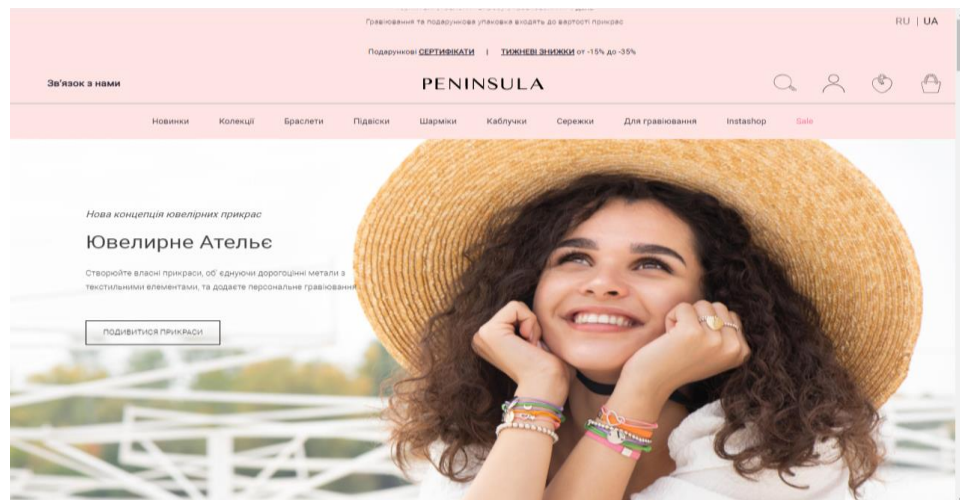 Гравіювання та подарункова упаковка входять до вартості прикрас
RU | UA
Подарункові СЕРТИФІКАТИ | ТИЖНЕВІ ЗНИЖКИ от -15% до -35%
Зв'язок з нами
PENINSULA
Новинки Колекції Браслети Підвіски Шармики Каблучки Сережки Для гравіювання Instashop Sale
Нова концепція ювелірних прикрас
Ювелирне Ательє
Створюйте власні прикраси, об' єднуючи дорогоцінні метали з
текстильними елементами, та додаєте персональне гравіювання
ПОДИВИТИСЯ ПРИКРАСИ